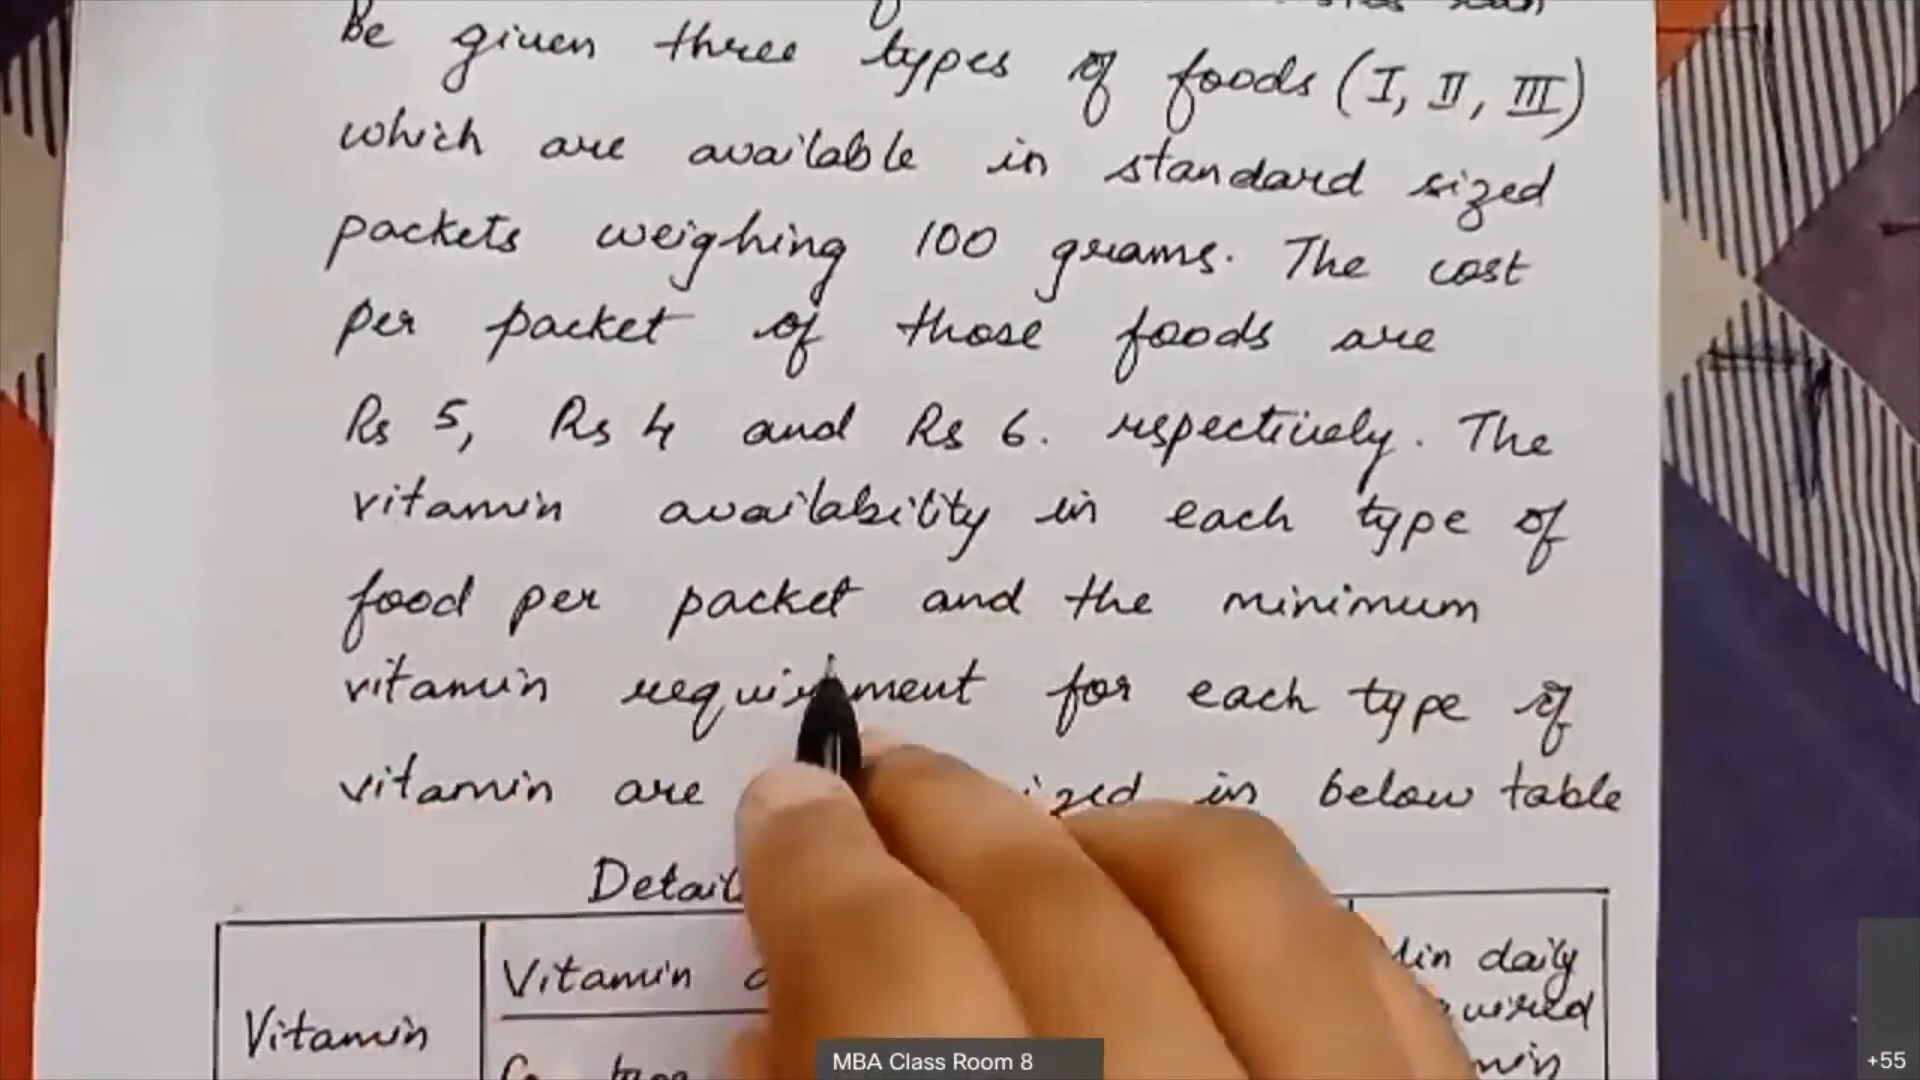 Be given three types of foods (I, II, III)
which are available in standard sized
packets weighing 100 grams. The cost
per packet of those foods are
Rs 5, Rs 4 and Rs 6. respectively. The
vitamin availability in each type of
food per packet and the minimum
vitamin requirment for each type of
vitamin are in below table
Detail
Vitamin
Vitamin
Min daily
MBA Class Room 8
+55